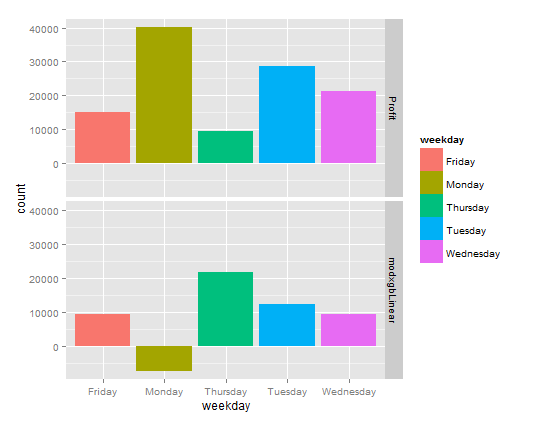 40000
30000
20000
10000
0
Profit
40000
30000
20000
10000
0
modxgbLinear
count
Friday Monday Thursday Tuesday Wednesday
weekday
weekday
Friday
Monday
Thursday
Tuesday
Wednesday